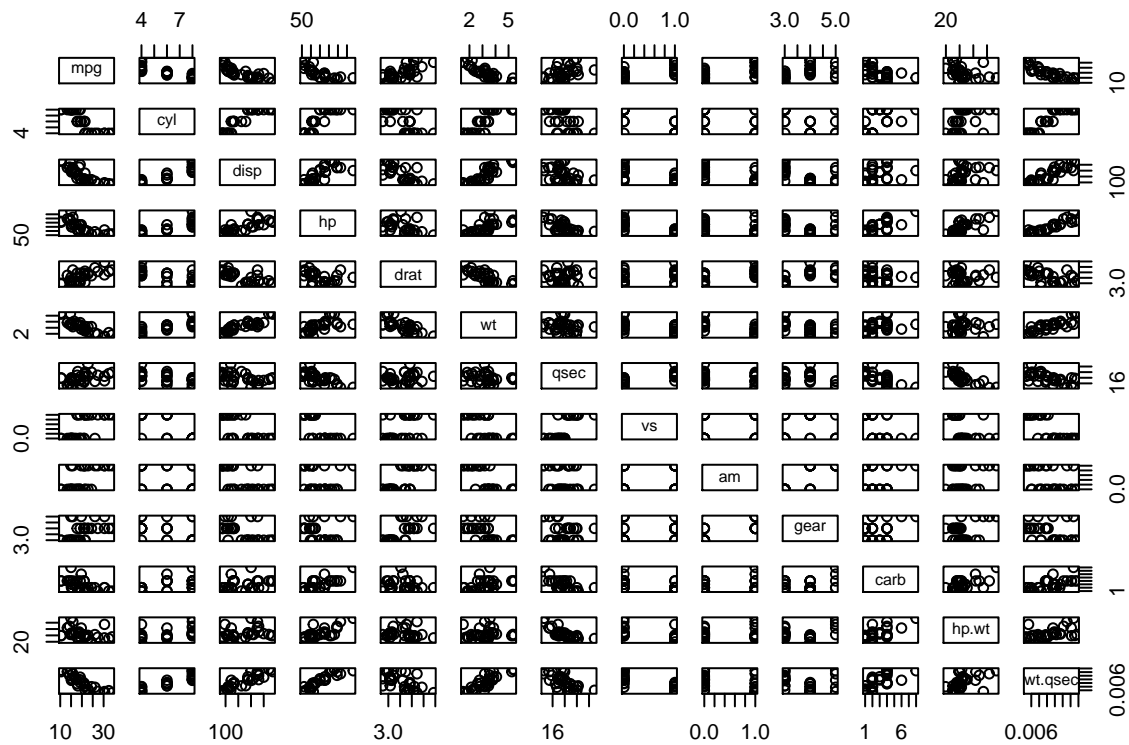 4 7 50 2 5 0.0 1.0 3.0 5.0 20
mpg 10
4 cyl
disp 100
50 hp
drat 3.0
2 wt
qsec 16
0.0 vs
am 0.0
3.0 gear
carb 1
20 hp.wt
wt.qsec 0.006
10 30 100 3.0 16 0.0 1.0 1 6 0.006